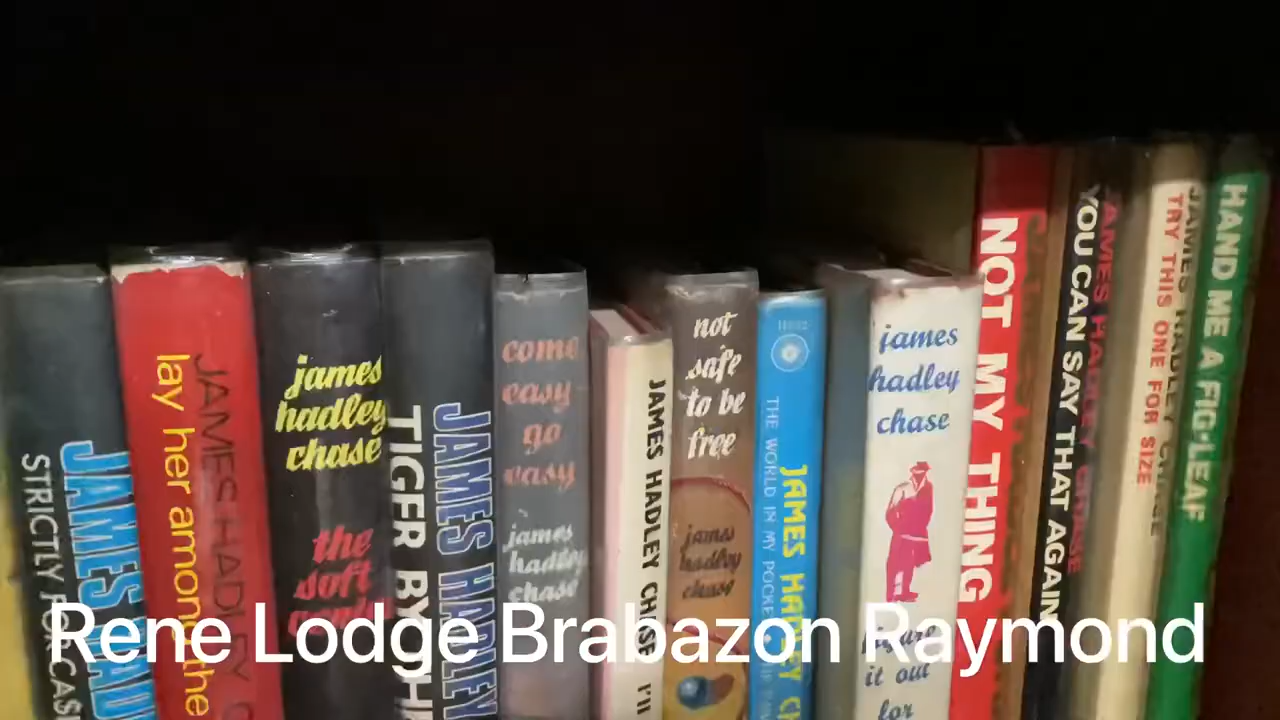 JAMES HADL
STRICTLY FOR CASH
JAMES HADLEY C
lay her among the
james
hadley
chase
the
soft
JAMES HADLEY
TIGER BY
come
easy-
go
easy
james
hadley
chase
JAMES HADLEY CHASE I'll
not
safe
to be
free
james
hadley
chase
JAMES HADLEY CH
THE WORLD IN MY POCKET
james
hadley
chase
figure
it out
for
NOT MY THING
JAMES HADLEY CHASE
YOU CAN SAY THAT AGAIN
JAMES HADLEY CHASE
TRY THIS ONE FOR SIZE
HAND ME A FIG-LEAF
Rene Lodge Brabazon Raymond